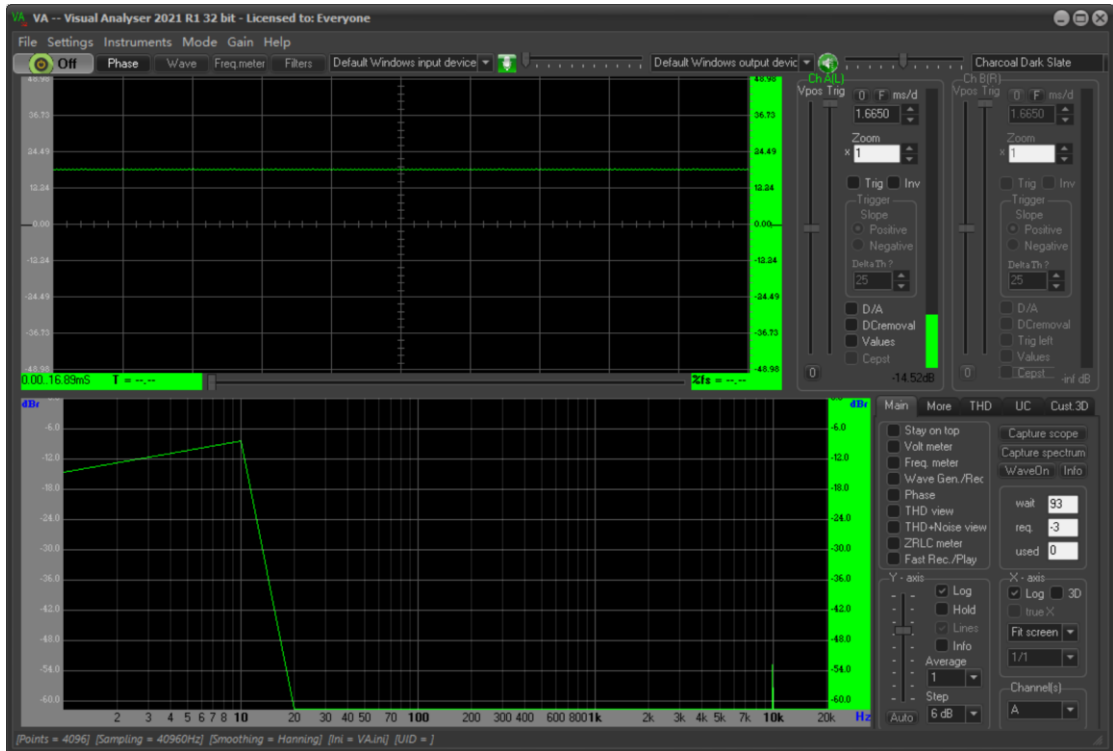 VA -- Visual Analyser 2021 R1 32 bit - Licensed to: Everyone
File Settings Instruments Mode Gain Help
Off Phase Wave Freq.meter Filters Default Windows input device Default Windows output devic Charcoal Dark Slate
48.98 48.98
36.73 36.73
24.49 24.49
12.24 12.24
0.00 0.00
-12.24 -12.24
-24.49 -24.49
-36.73 -36.73
-48.98 -48.98
0.00..16.89mS T = --.-- %fs = --.--
Ch A(L)
Vpos Trig 0 F ms/d
1.6650
Zoom
x 1
Trig Inv
Trigger
Slope
Positive
Negative
Delta Th ?
25
D/A
DCremoval
Values
Cepst
0 -14.52dB
Ch B(R)
Vpos Trig 0 F ms/d
1.6650
Zoom
x 1
Trig Inv
Trigger
Slope
Positive
Negative
Delta Th ?
25
D/A
DCremoval
Trig left
Values
Cepst
0 -inf dB
dBr dBr
-6.0 -6.0
-12.0 -12.0
-18.0 -18.0
-24.0 -24.0
-30.0 -30.0
-36.0 -36.0
-42.0 -42.0
-48.0 -48.0
-54.0 -54.0
-60.0 -60.0
2 3 4 5 6 7 8 10 20 30 40 50 70 100 200 300 400 600 800 1k 2k 3k 4k 5k 7k 10k 20k Hz
Main More THD UC Cust.3D
Stay on top
Volt meter
Freq. meter
Wave Gen./Rec
Phase
THD view
THD+Noise view
ZRLC meter
Fast Rec./Play
Capture scope
Capture spectrum
WaveOn Info
wait 93
req. -3
used 0
Y - axis
Log
Hold
Lines
Info
Average
1
Step
Auto 6 dB
X - axis
Log 3D
true X
Fit screen
1/1
Channel(s)
A
[Points = 4096] [Sampling = 40960Hz] [Smoothing = Hanning] [Ini = VA.ini] [UID = ]